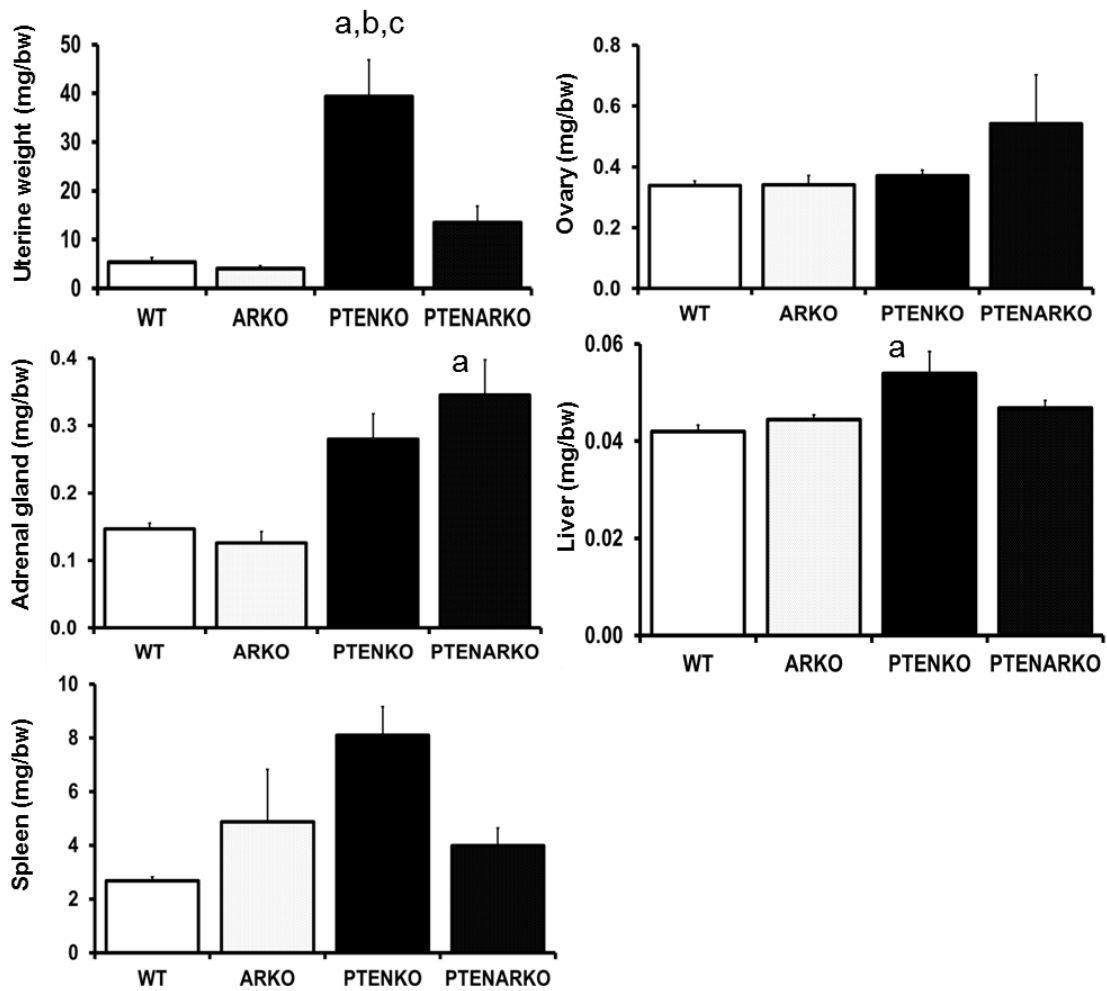 a,b,c
Uterine weight (mg/bw)
50
40
30
20
10
0
WT ARKO PTENKO PTENARKO
Ovary (mg/bw)
0.8
0.6
0.4
0.2
0.0
WT ARKO PTENKO PTENARKO
a
Adrenal gland (mg/bw)
0.4
0.3
0.2
0.1
0.0
WT ARKO PTENKO PTENARKO
a
Liver (mg/bw)
0.06
0.04
0.02
0.00
WT ARKO PTENKO PTENARKO
Spleen (mg/bw)
10
8
6
4
2
0
WT ARKO PTENKO PTENARKO